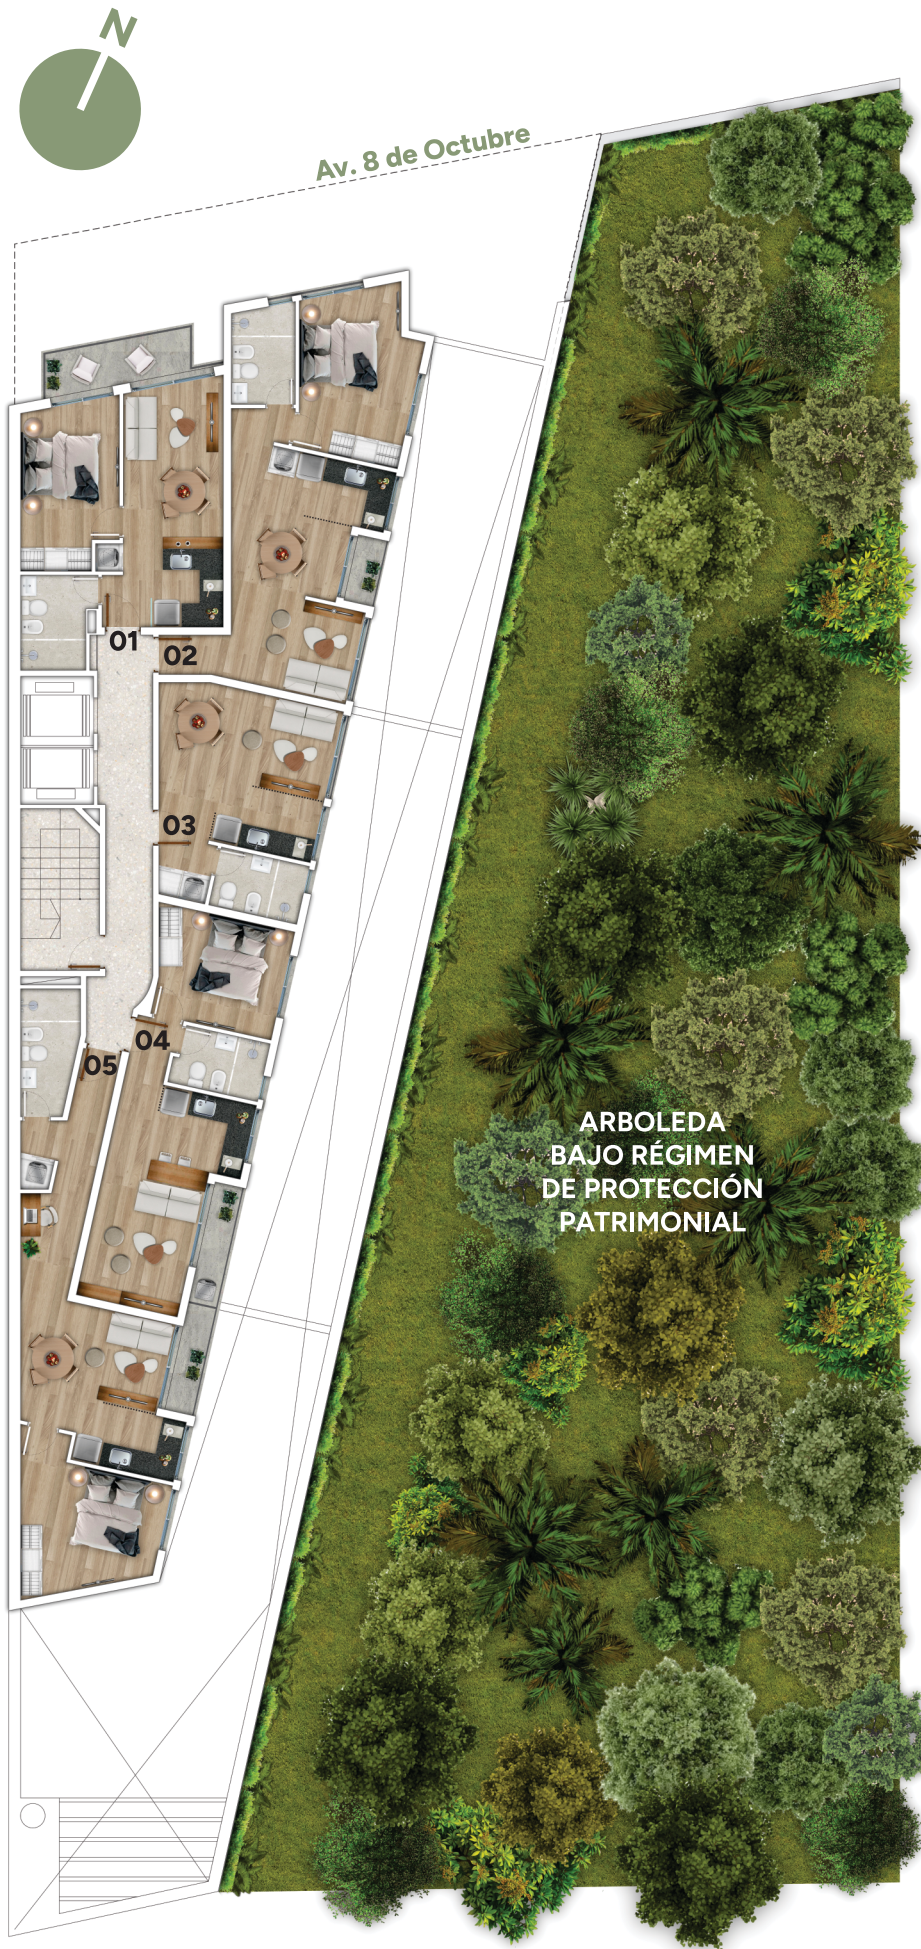 N
Av. 8 de Octubre
01
02
03
04
05
ARBOLEDA
BAJO RÉGIMEN
DE PROTECCIÓN
PATRIMONIAL